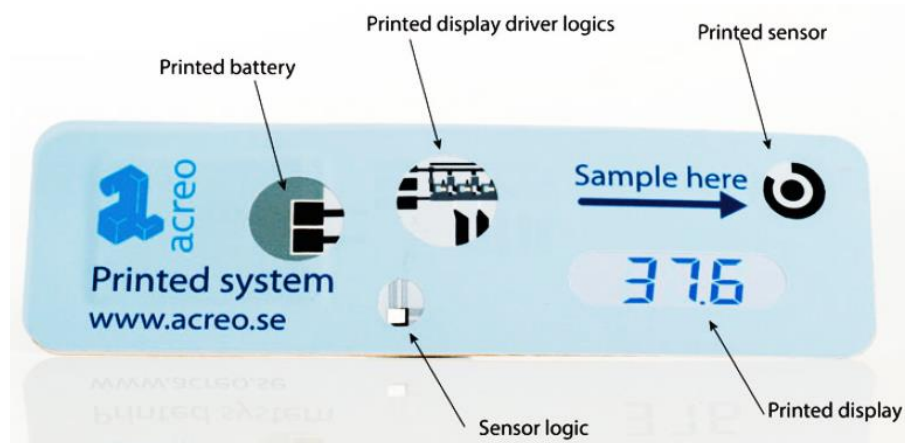 Printed display driver logics
Printed sensor
Printed battery
acreo
Sample here
Printed system
37.6
www.acreo.se
Sensor logic
Printed display